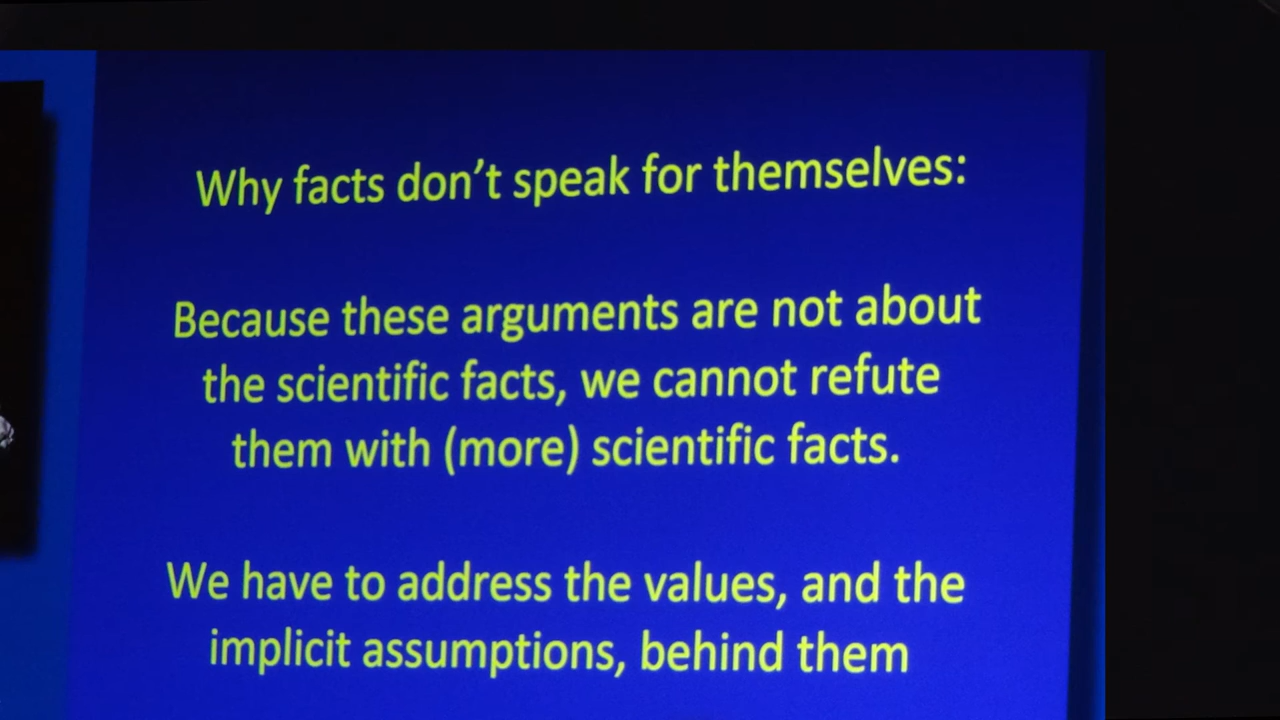 Why facts don’t speak for themselves:
Because these arguments are not about
the scientific facts, we cannot refute
them with (more) scientific facts.
We have to address the values, and the
implicit assumptions, behind them